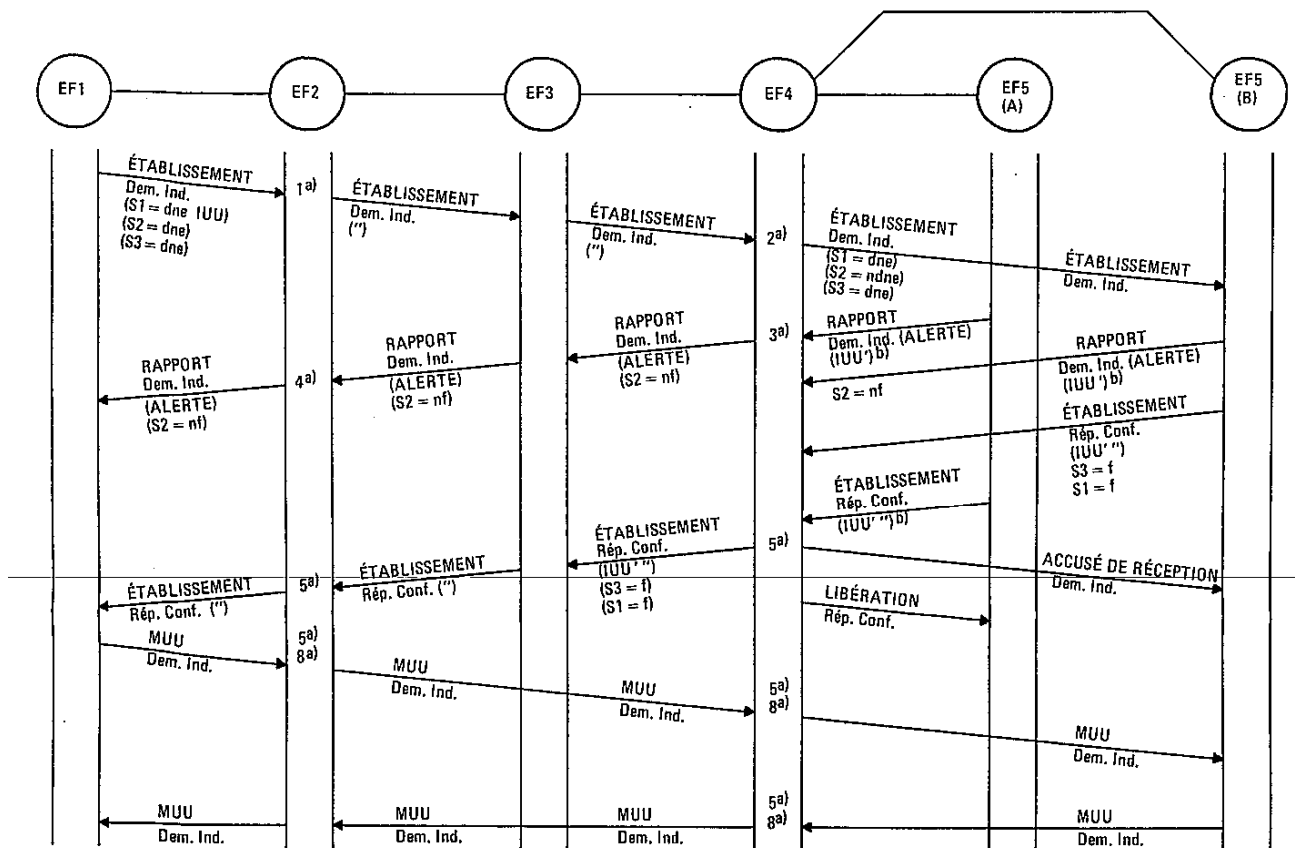 EF1
EF2
EF3
EF4
EF5
(A)
EF5
(B)
ÉTABLISSEMENT
Dem. Ind.
(S1 = dne IUU)
(S2 = dne)
(S3 = dne)
1a)
ÉTABLISSEMENT
Dem. Ind.
(")
ÉTABLISSEMENT
Dem. Ind.
(")
2a)
ÉTABLISSEMENT
Dem. Ind.
(S1 = dne)
(S2 = ndne)
(S3 = dne)
ÉTABLISSEMENT
Dem. Ind.
RAPPORT
Dem. Ind.
(ALERTE)
(S2 = nf)
4a)
RAPPORT
Dem. Ind.
(ALERTE)
(S2 = nf)
RAPPORT
Dem. Ind.
(ALERTE)
(S2 = nf)
3a)
RAPPORT
Dem. Ind. (ALERTE)
(IUU')b)
S2 = nf
RAPPORT
Dem. Ind. (ALERTE)
(IUU')b)
ÉTABLISSEMENT
Rép. Conf.
(IUU' ")
S3 = f
S1 = f
ÉTABLISSEMENT
Rép. Conf.
(IUU' ")b)
ÉTABLISSEMENT
Rép. Conf. (")
5a)
ÉTABLISSEMENT
Rép. Conf. (")
ÉTABLISSEMENT
Rép. Conf.
(IUU' ")
(S3 = f)
(S1 = f)
5a)
ACCUSÉ DE RÉCEPTION
Dem. Ind.
LIBÉRATION
Rép. Conf.
MUU
Dem. Ind.
5a)
8a)
MUU
Dem. Ind.
MUU
Dem. Ind.
5a)
8a)
MUU
Dem. Ind.
MUU
Dem. Ind.
MUU
Dem. Ind.
MUU
Dem. Ind.
5a)
8a)
MUU
Dem. Ind.